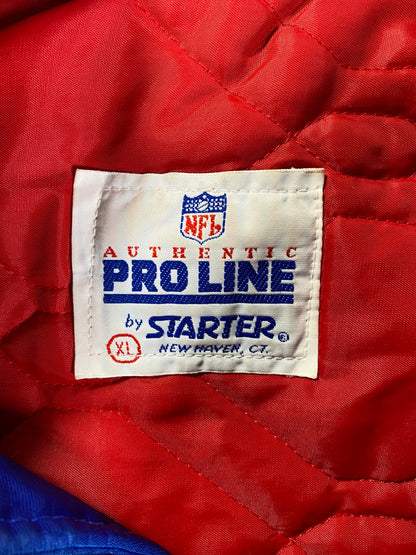 NFL
AUTHENTIC
PRO LINE
by STARTER®
XL
NEW HAVEN, CT.